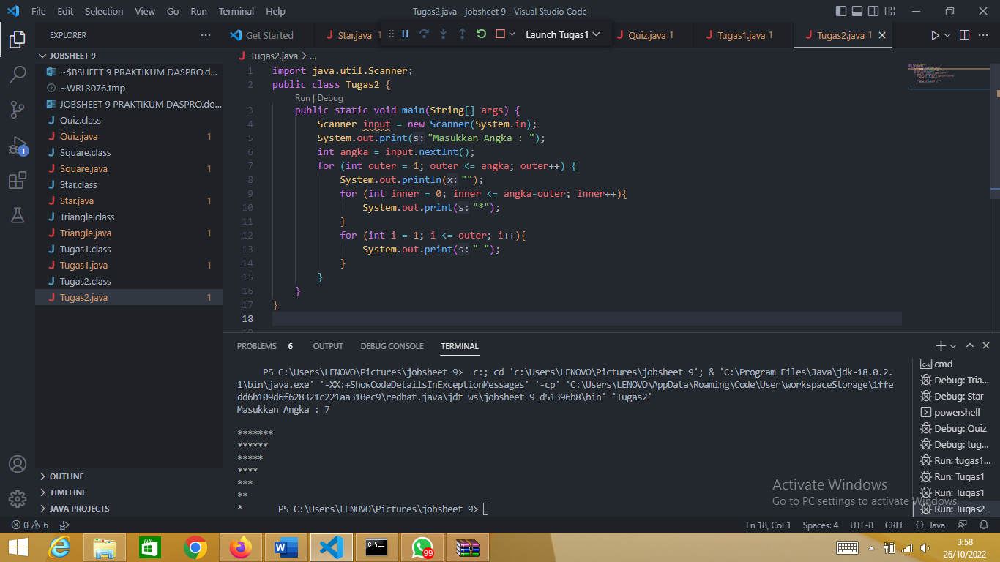 File Edit Selection View Go Run Terminal Help
Tugas2.java - jobsheet 9 - Visual Studio Code
EXPLORER
Get Started
Star.java 1
Launch Tugas1
Quiz.java 1
Tugas1.java 1
Tugas2.java 1
JOBSHEET 9
~$BSHEET 9 PRAKTIKUM DASPRO.d...
~WRL3076.tmp
JOBSHEET 9 PRAKTIKUM DASPRO.do...
Quiz.class
Quiz.java 1
Square.class
Square.java 1
Star.class
Star.java 1
Triangle.class
Triangle.java 1
Tugas1.class
Tugas1.java 1
Tugas2.class
Tugas2.java 1
OUTLINE
TIMELINE
JAVA PROJECTS
1
Tugas2.java > ...
1 import java.util.Scanner;
2 public class Tugas2 {
Run | Debug
3 public static void main(String[] args) {
4 Scanner input = new Scanner(System.in);
5 System.out.print(s: "Masukkan Angka : ");
6 int angka = input.nextInt();
7 for (int outer = 1; outer <= angka; outer++) {
8 System.out.println(x: "");
9 for (int inner = 0; inner <= angka-outer; inner++){
10 System.out.print(s: "*");
11 }
12 for (int i = 1; i <= outer; i++){
13 System.out.print(s: " ");
14 }
15 }
16 }
17 }
18
PROBLEMS 6 OUTPUT DEBUG CONSOLE TERMINAL
PS C:\Users\LENOVO\Pictures\jobsheet 9> c:; cd 'c:\Users\LENOVO\Pictures\jobsheet 9'; & 'C:\Program Files\Java\jdk-18.0.2.
1\bin\java.exe' '-XX:+ShowCodeDetailsInExceptionMessages' '-cp' 'C:\Users\LENOVO\AppData\Roaming\Code\User\workspaceStorage\1ffe
dd6b109d6f628321c221aa310ec9\redhat.java\jdt_ws\jobsheet 9_d51396b8\bin' 'Tugas2'
Masukkan Angka : 7
*******
******
*****
****
***
**
* PS C:\Users\LENOVO\Pictures\jobsheet 9>
cmd
Debug: Tria...
Debug: Star
powershell
Debug: Quiz
Debug: tug...
Run: tugas1...
Run: Tugas1
Run: Tugas1
Run: Tugas2
Activate Windows
Go to PC settings to activate Windows.
0 6
Ln 18, Col 1 Spaces: 4 UTF-8 CRLF {} Java
99
3:58
26/10/2022